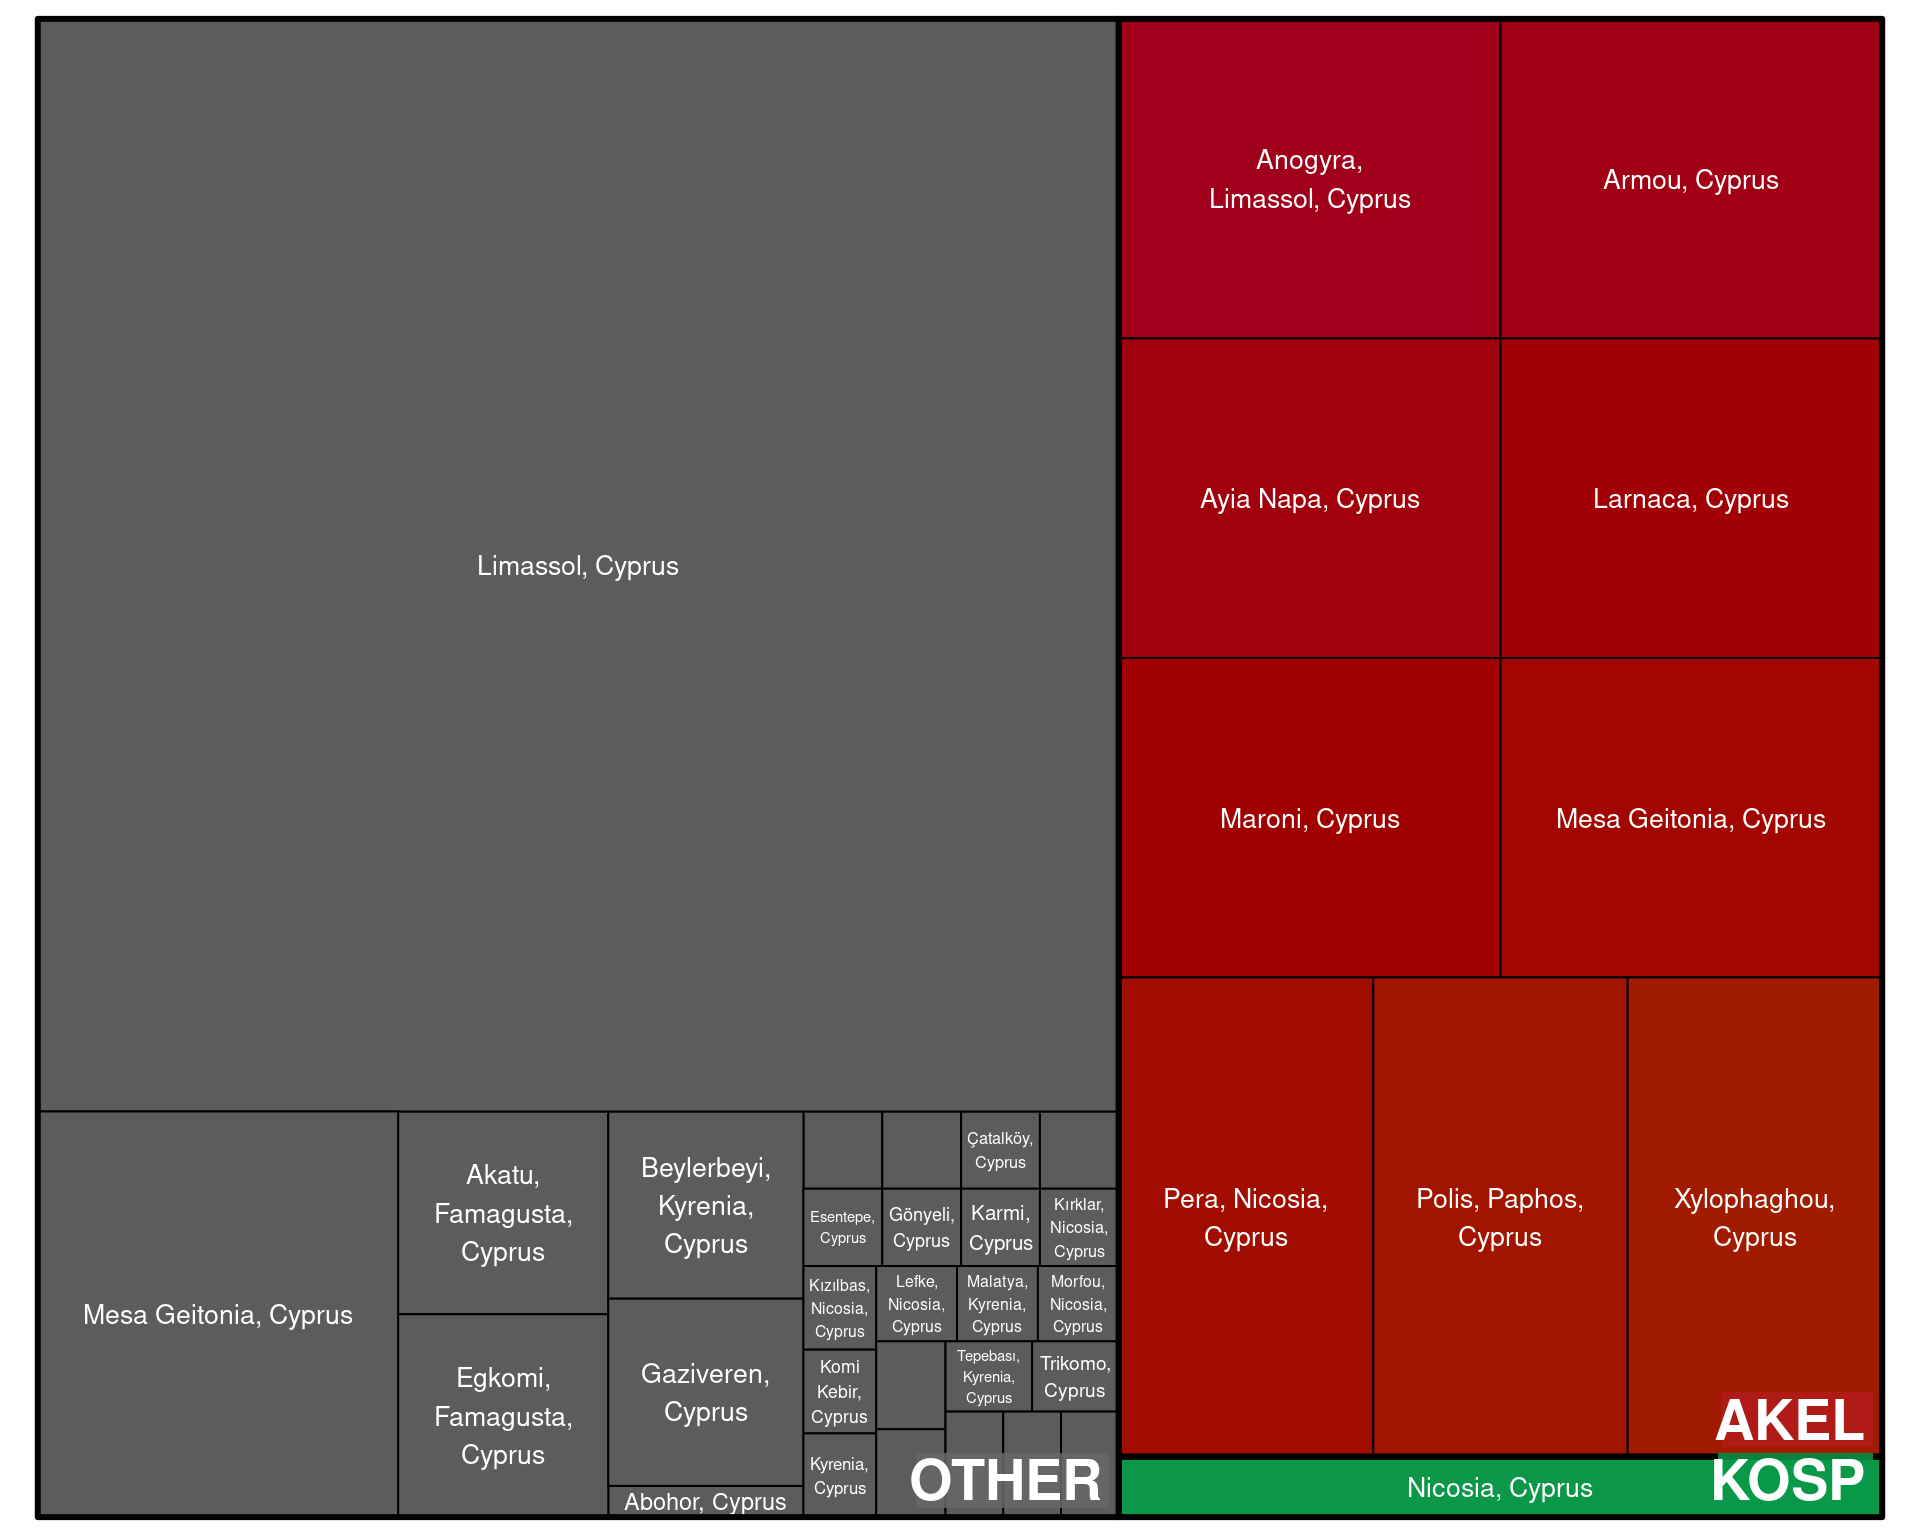 Limassol, Cyprus
Mesa Geitonia, Cyprus
Akatu,
Famagusta,
Cyprus
Egkomi,
Famagusta,
Cyprus
Beylerbeyi,
Kyrenia,
Cyprus
Gaziveren,
Cyprus
Abohor, Cyprus
Çatalköy,
Cyprus
Esentepe,
Cyprus
Gönyeli,
Cyprus
Karmi,
Cyprus
Kırklar,
Nicosia,
Cyprus
Kızılbas,
Nicosia,
Cyprus
Lefke,
Nicosia,
Cyprus
Malatya,
Kyrenia,
Cyprus
Morfou,
Nicosia,
Cyprus
Komi
Kebir,
Cyprus
Tepebası,
Kyrenia,
Cyprus
Trikomo,
Cyprus
Kyrenia,
Cyprus
OTHER
Anogyra,
Limassol, Cyprus
Armou, Cyprus
Ayia Napa, Cyprus
Larnaca, Cyprus
Maroni, Cyprus
Mesa Geitonia, Cyprus
Pera, Nicosia,
Cyprus
Polis, Paphos,
Cyprus
Xylophaghou,
Cyprus
AKEL
Nicosia, Cyprus
KOSP